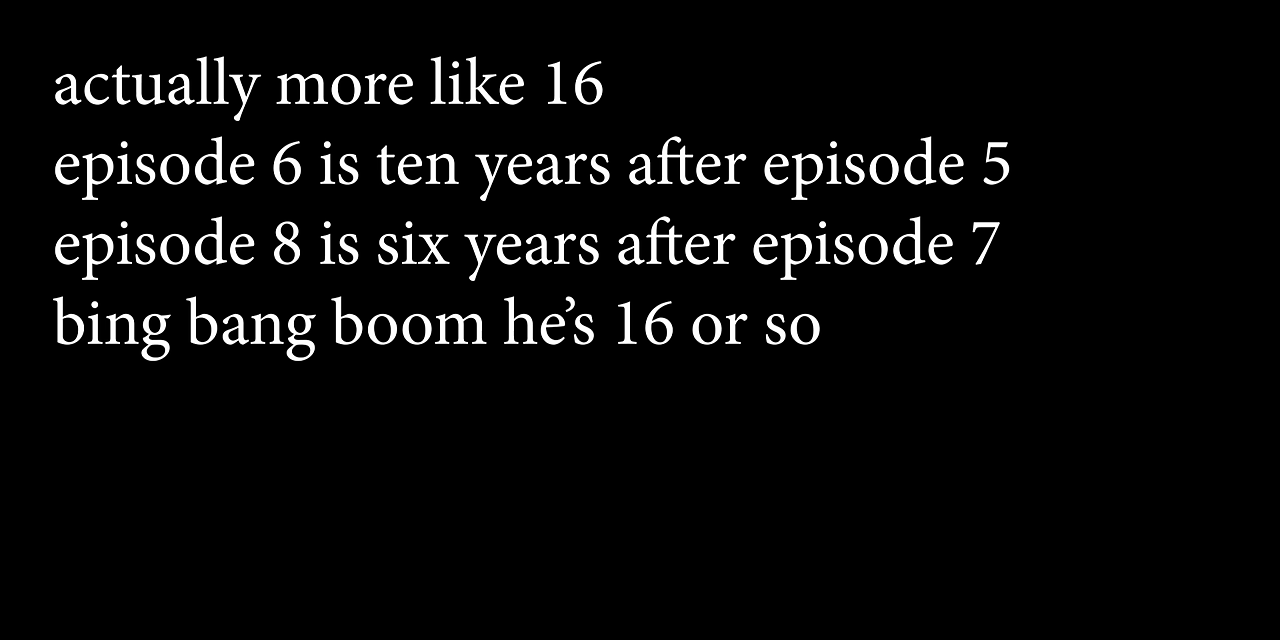 actually more like 16
episode 6 is ten years after episode 5
episode 8 is six years after episode 7
bing bang boom he’s 16 or so